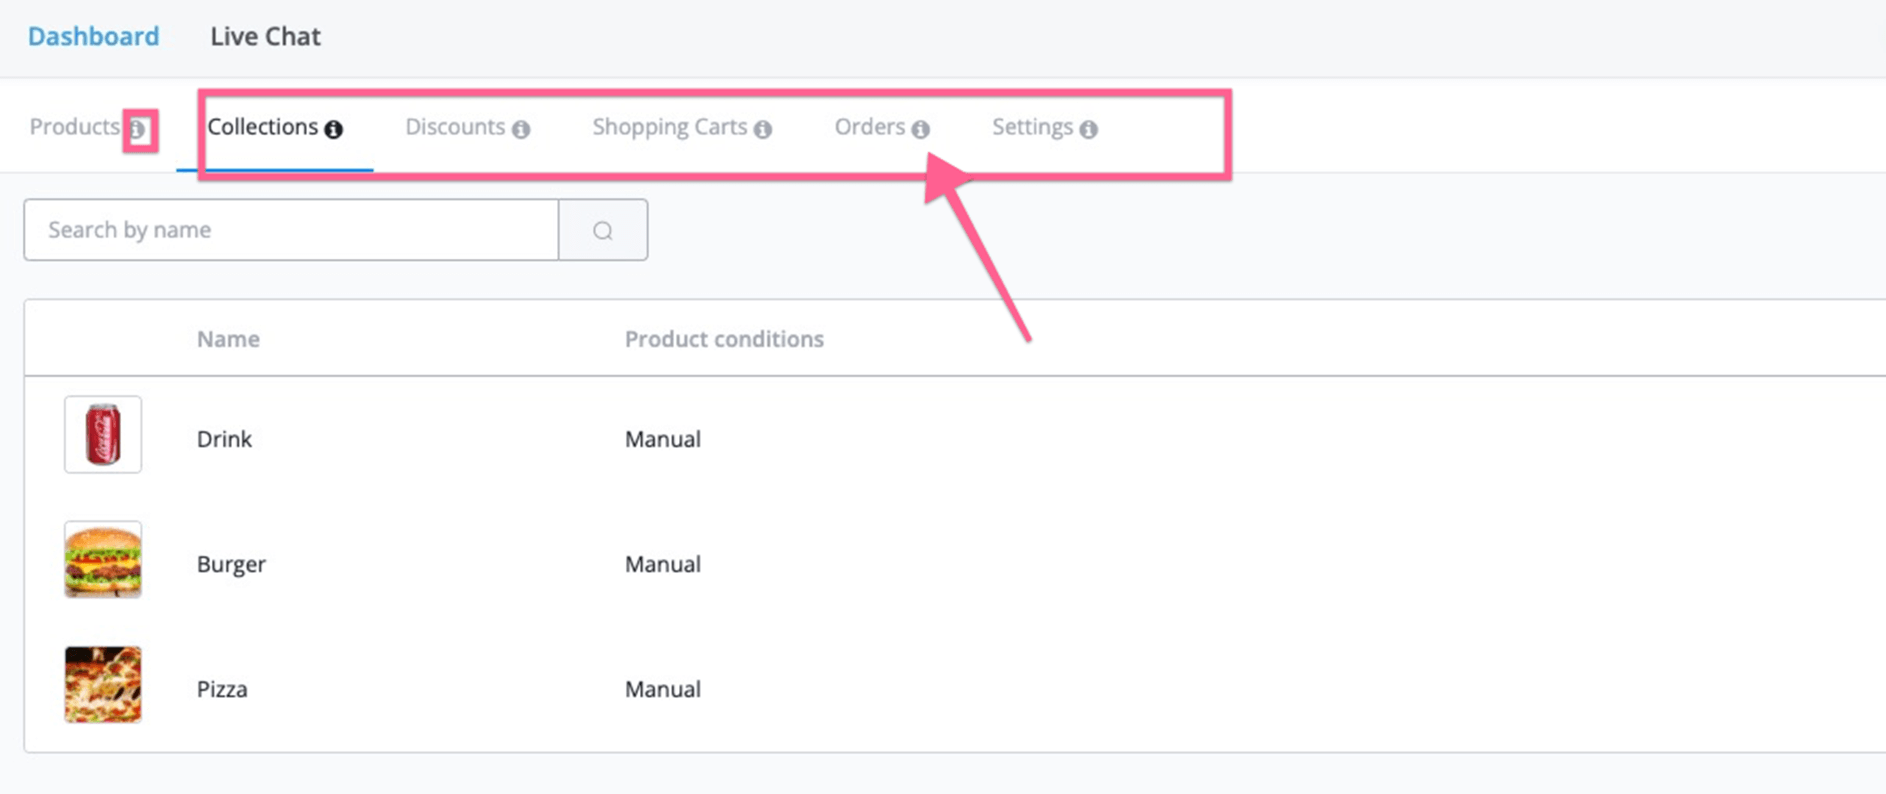 Dashboard Live Chat
Products Collections Discounts Shopping Carts Orders Settings
Search by name
Name Product conditions
Drink Manual
Burger Manual
Pizza Manual